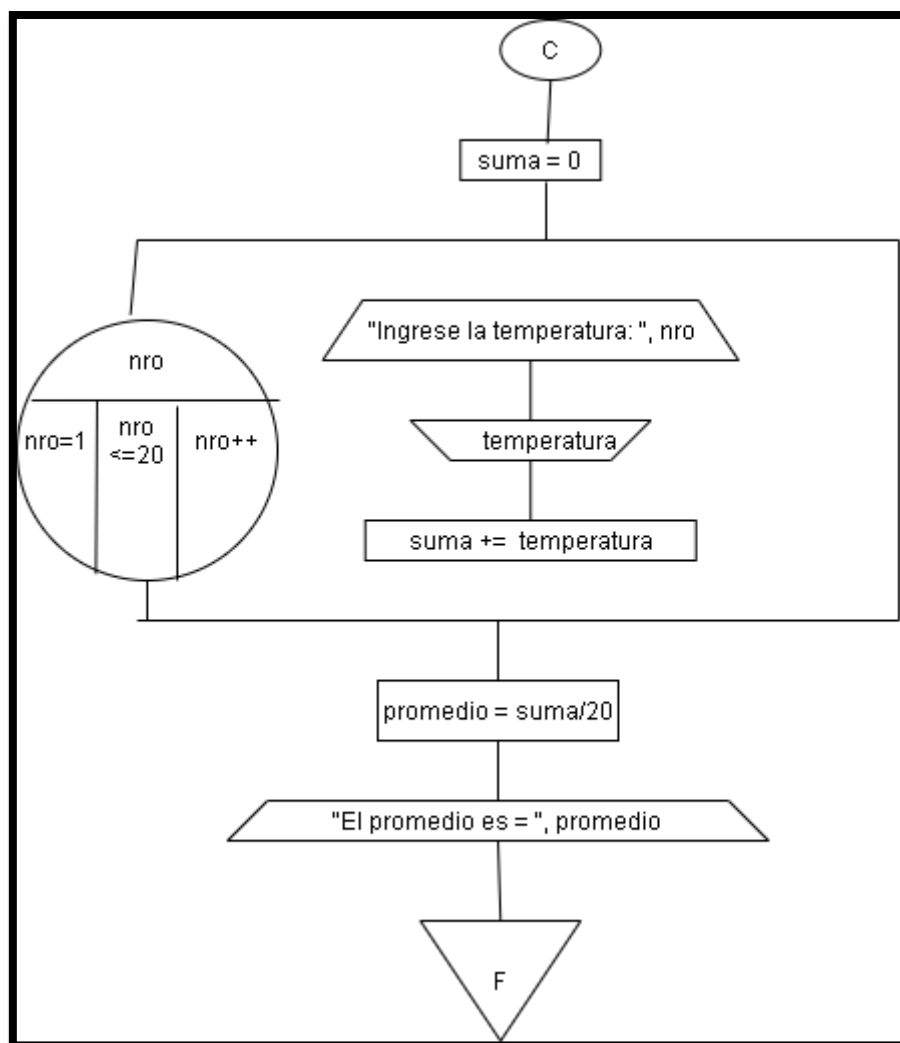 C
suma = 0
"Ingrese la temperatura: ", nro
nro
nro=1
nro
<=20
nro++
temperatura
suma += temperatura
promedio = suma/20
"El promedio es = ", promedio
F